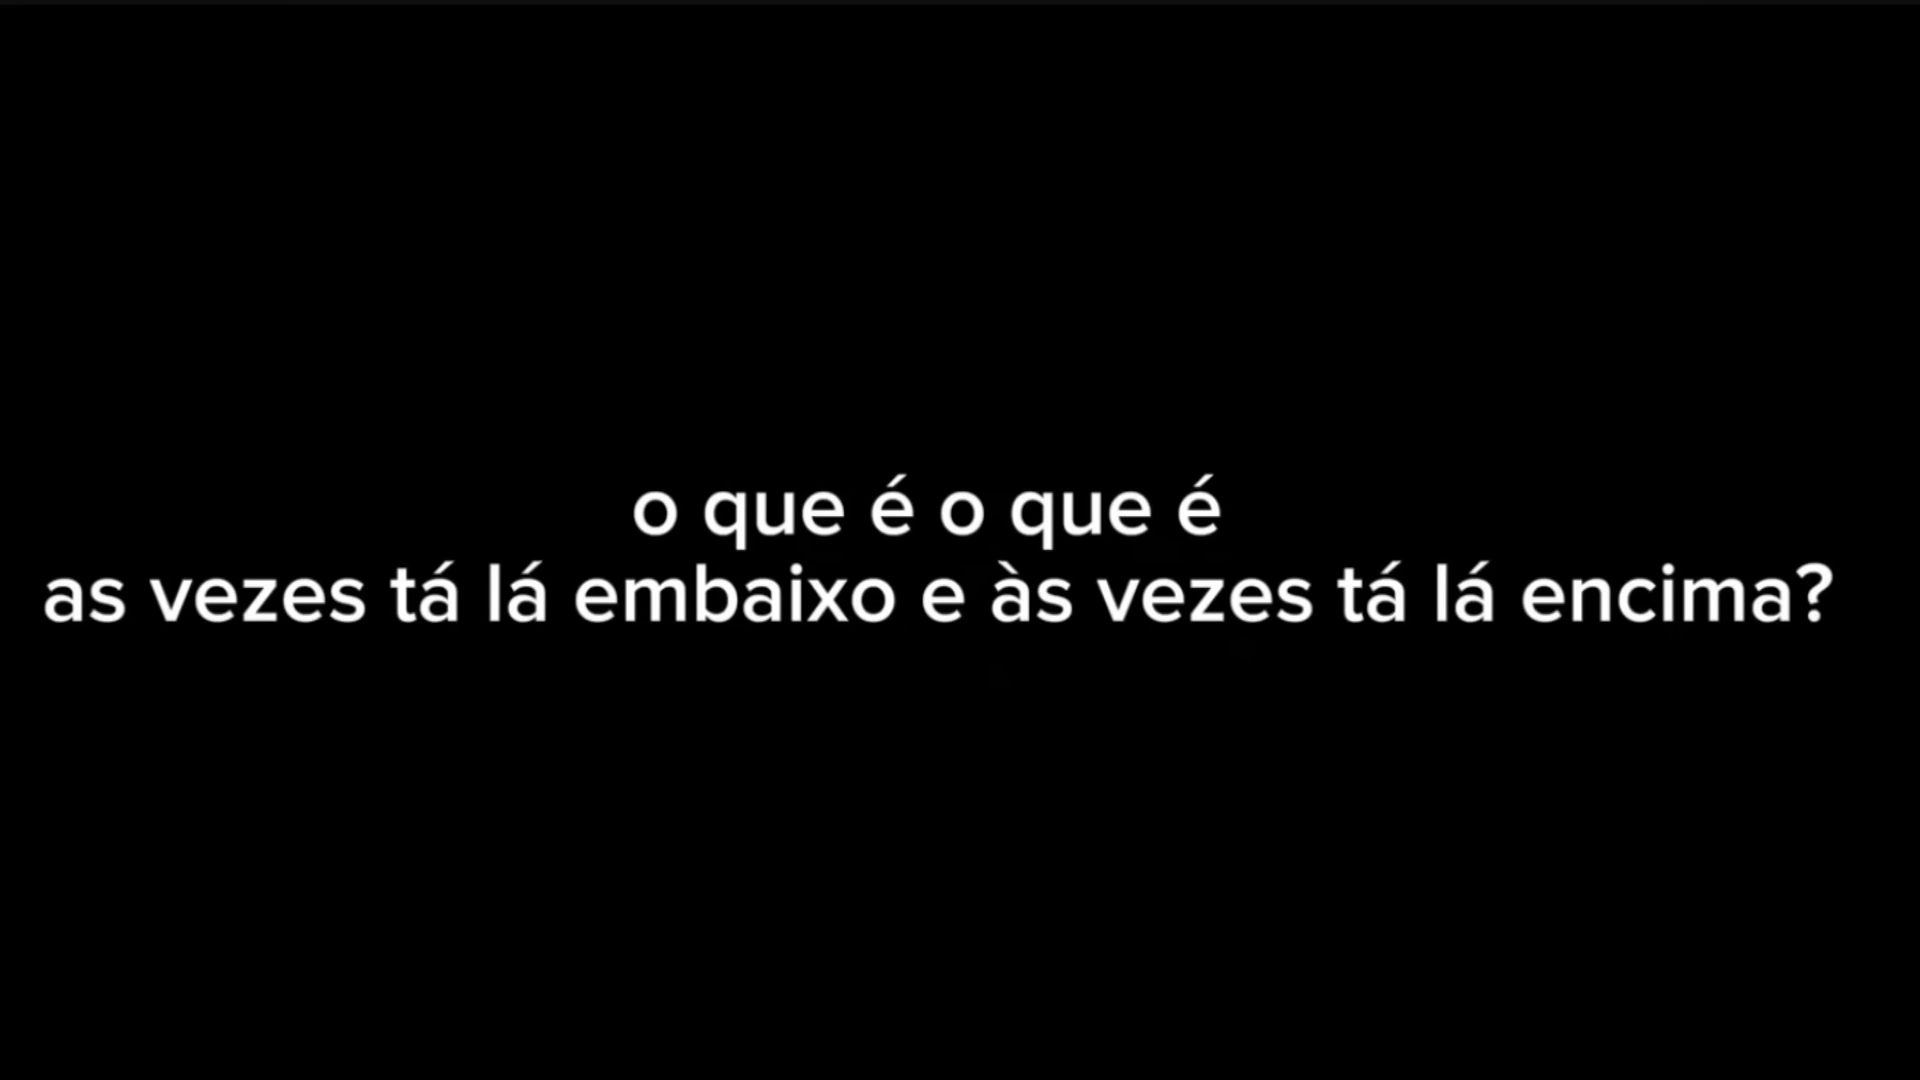 o que é o que é
as vezes tá lá embaixo e às vezes tá lá encima?